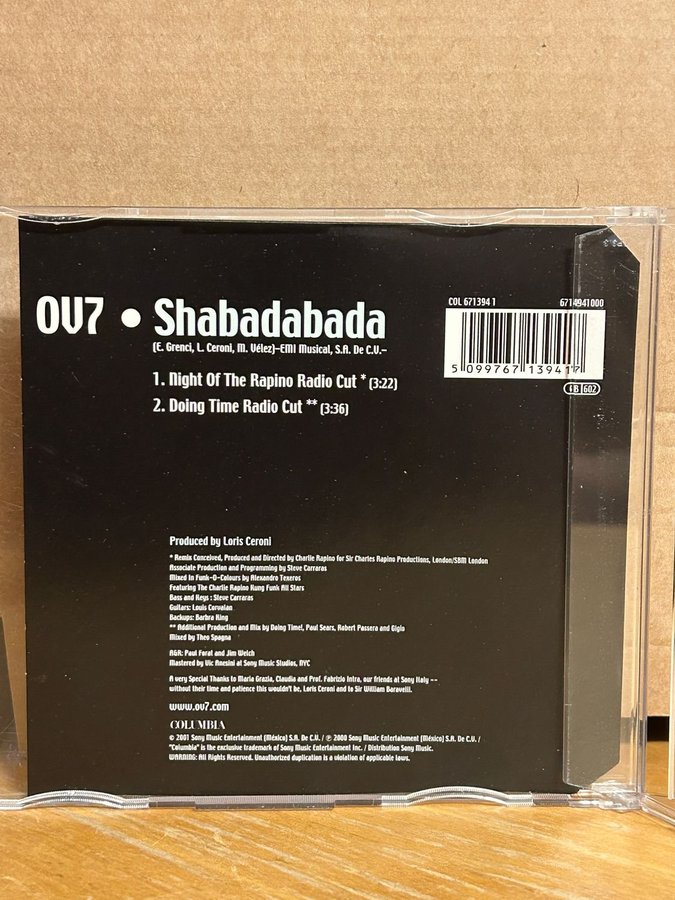 OV7 • Shabadabada
(E. Grenci, L. Ceroni, M. Vélez)-EMI Musical, S.A. De C.V.-
COL 671394 1 6714941000
5 099767 139417
GB 602
1. Night Of The Rapino Radio Cut * (3:22)
2. Doing Time Radio Cut ** (3:36)
Produced by Loris Ceroni
* Remix Conceived, Produced and Directed by Charlie Rapino for Sir Charles Rapino Productions, London/SBM London
Associate Production and Programming by Steve Carraras
Mixed in Funk-O-Colours by Alexandro Texeros
Featuring The Charlie Rapino Kung Funk All Stars
Bass and Keys : Steve Carraras
Guitars: Louis Corvalan
Backups: Barbra King
** Additional Production and Mix by Doing Time!, Paul Sears, Robert Passera and Gigio
Mixed by Theo Spagna
A&R: Paul Forat and Jim Welch
Mastered by Vic Anesini at Sony Music Studios, NYC
A very Special Thanks to Maria Grazia, Claudia and Prof. Fabrizio Intra, our friends at Sony Italy --
without their time and patience this wouldn't be, Loris Ceroni and to Sir William Baravelli.
www.ov7.com
COLUMBIA
© 2001 Sony Music Entertainment (México) S.A. De C.V. / ℗ 2000 Sony Music Entertainment (México) S.A. De C.V. /
"Columbia" is the exclusive trademark of Sony Music Entertainment Inc. / Distribution Sony Music.
WARNING: All Rights Reserved. Unauthorized duplication is a violation of applicable laws.